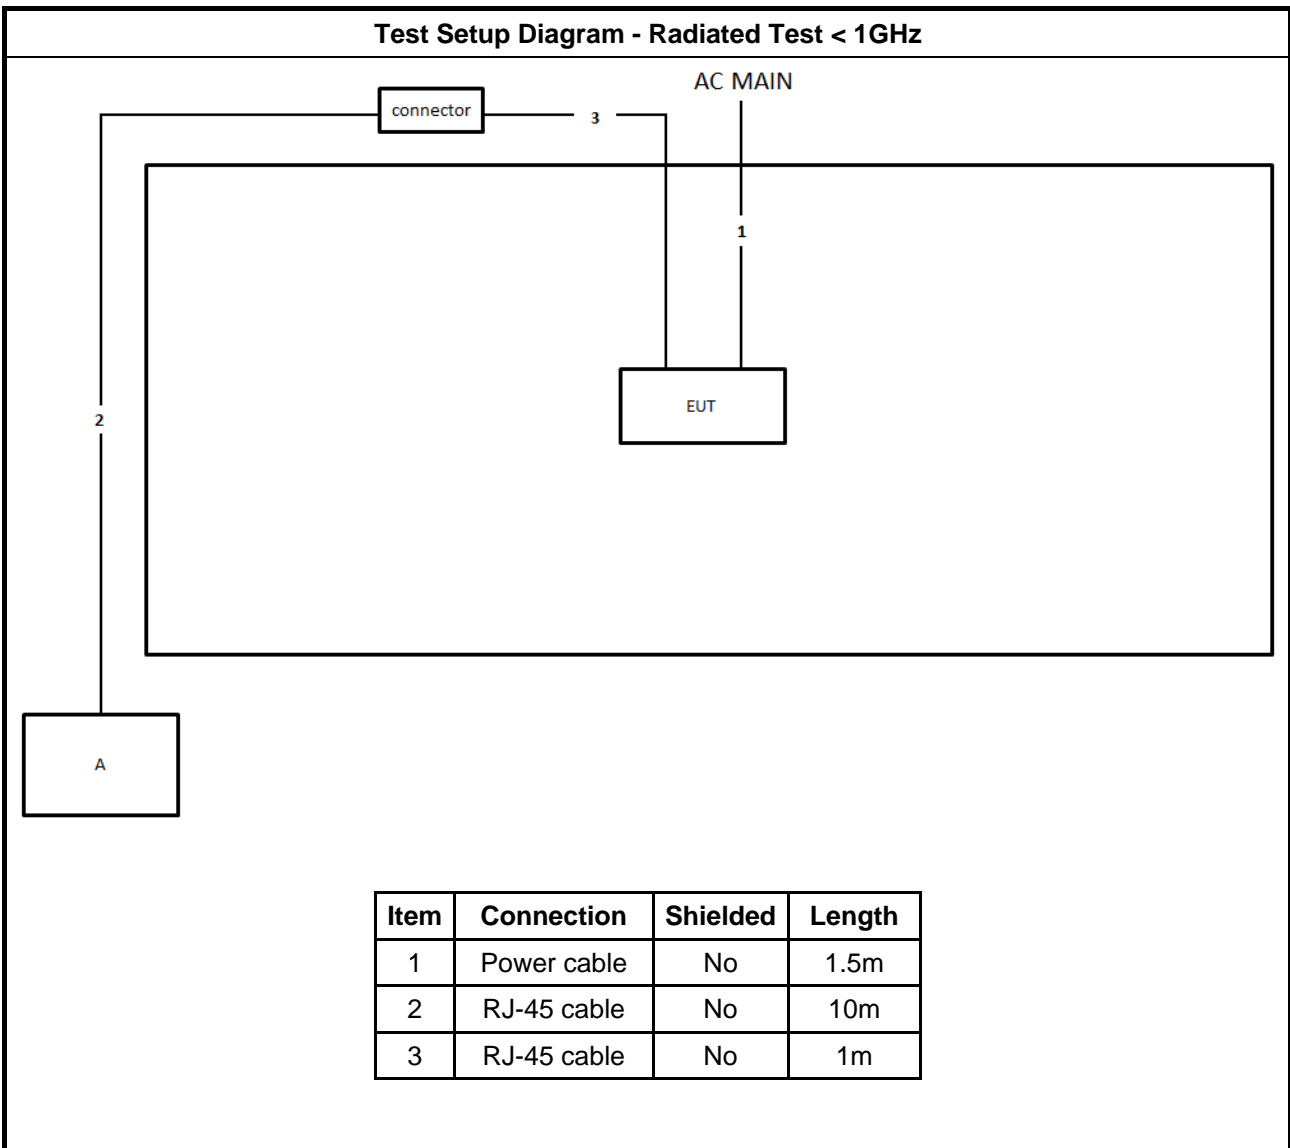 Test Setup Diagram - Radiated Test < 1GHz
AC MAIN
connector
3
1
EUT
2
A
Item Connection Shielded Length
1 Power cable No 1.5m
2 RJ-45 cable No 10m
3 RJ-45 cable No 1m